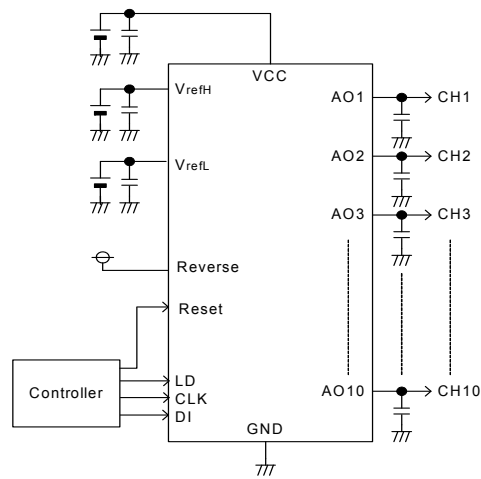 VCC
VrefH
AO1
CH1
VrefL
AO2
CH2
AO3
CH3
Reverse
Reset
Controller
LD
CLK
DI
AO10
CH10
GND